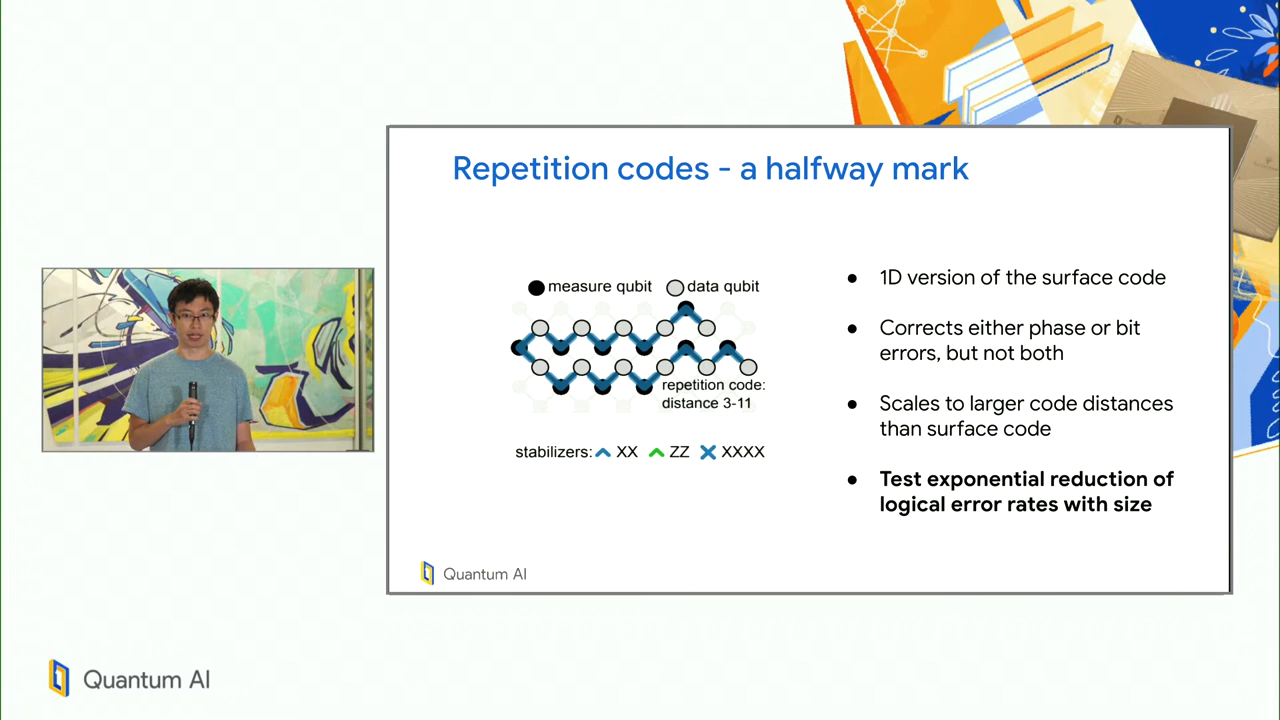 Repetition codes - a halfway mark
measure qubit data qubit
repetition code:
distance 3-11
stabilizers: XX ZZ XXXX
● 1D version of the surface code
● Corrects either phase or bit
errors, but not both
● Scales to larger code distances
than surface code
● Test exponential reduction of
logical error rates with size
Quantum AI
Quantum AI